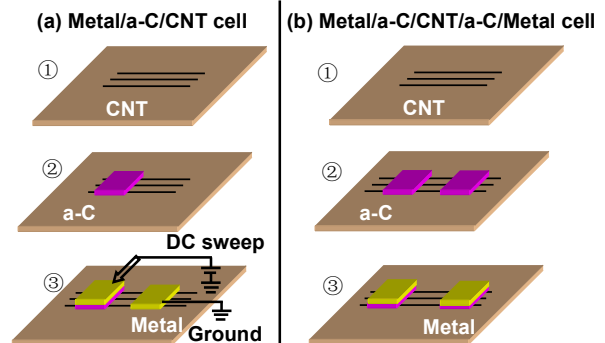 (a) Metal/a-C/CNT cell
①
CNT
②
a-C
DC sweep
③
Metal
Ground
(b) Metal/a-C/CNT/a-C/Metal cell
①
CNT
②
a-C
③
Metal